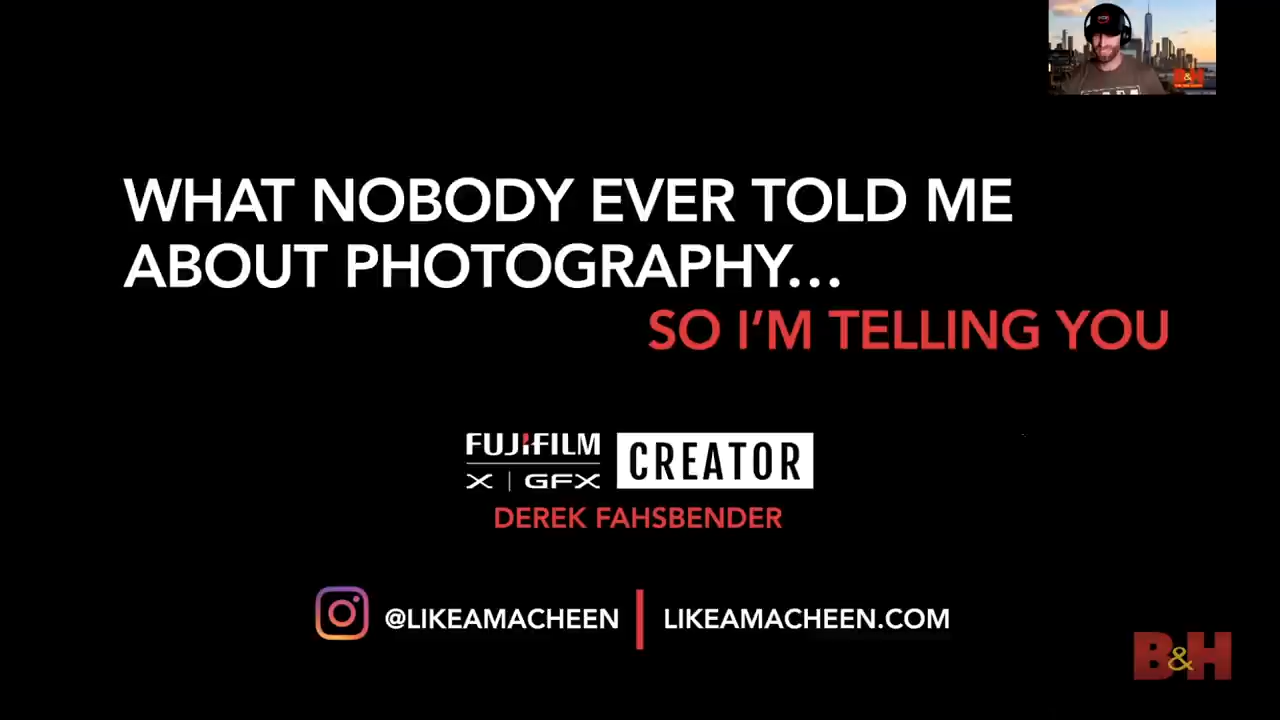 B&H
WHAT NOBODY EVER TOLD ME
ABOUT PHOTOGRAPHY...
SO I'M TELLING YOU
FUJIFILM
X | GFX
CREATOR
DEREK FAHSBENDER
@LIKEAMACHEEN | LIKEAMACHEEN.COM
B&H